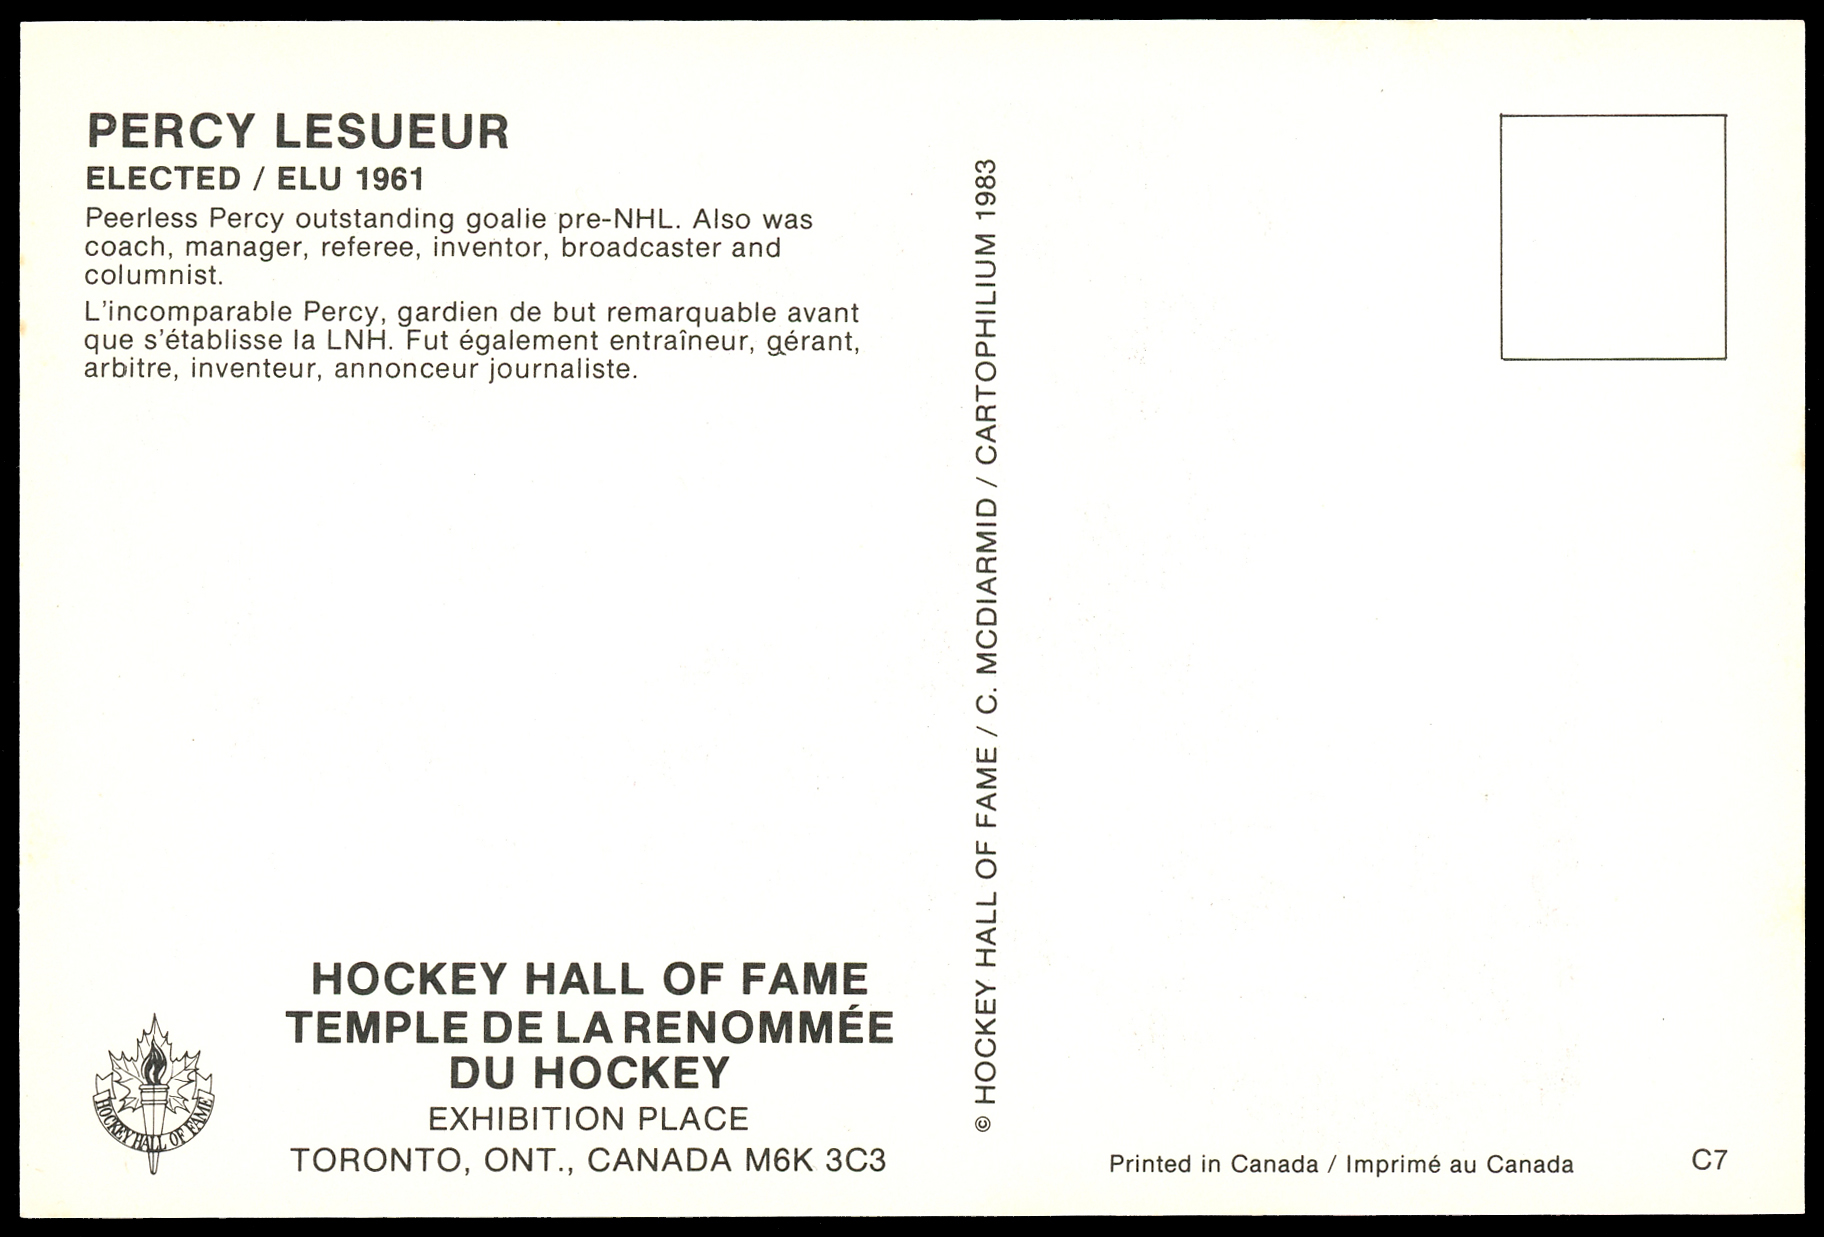 PERCY LESUEUR
ELECTED / ELU 1961
Peerless Percy outstanding goalie pre-NHL. Also was
coach, manager, referee, inventor, broadcaster and
columnist.
L'incomparable Percy, gardien de but remarquable avant
que s'établisse la LNH. Fut également entraîneur, gérant,
arbitre, inventeur, annonceur journaliste.
HOCKEY HALL OF FAME
TEMPLE DE LA RENOMMÉE
DU HOCKEY
EXHIBITION PLACE
TORONTO, ONT., CANADA M6K 3C3
HOCKEY HALL OF FAME
© HOCKEY HALL OF FAME / C. MCDIARMID / CARTOPHILIUM 1983
Printed in Canada / Imprimé au Canada
C7